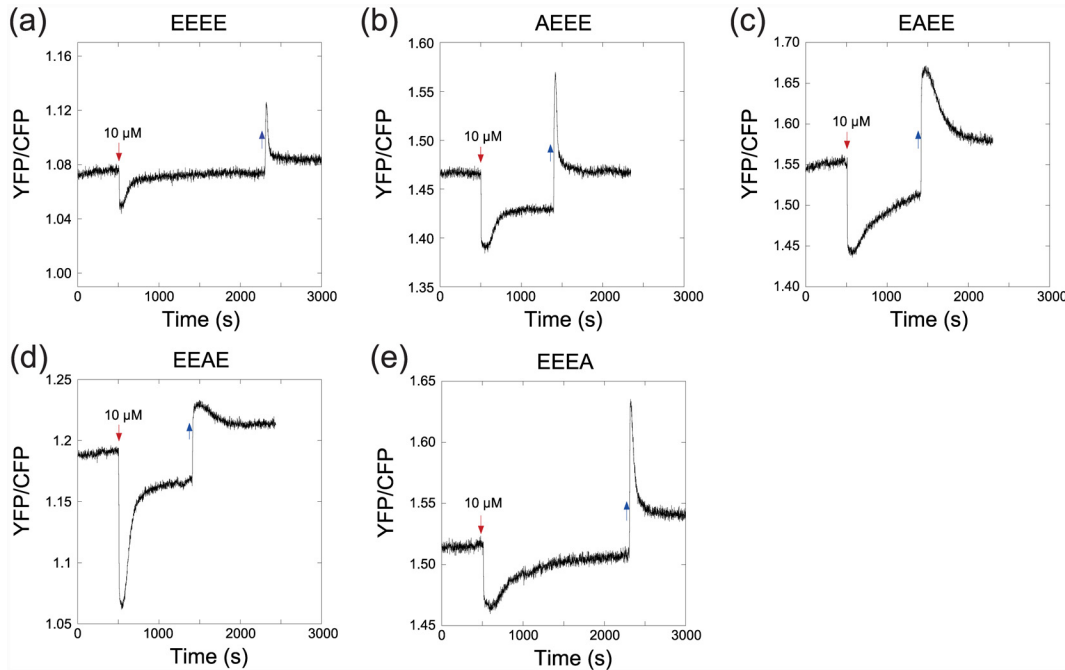 (a) EEEE
YFP/CFP
1.16
1.12
1.08
1.04
1.00
10 µM
0 1000 2000 3000
Time (s)
(b) AEEE
YFP/CFP
1.60
1.50
1.40
1.35
10 µM
0 1000 2000 3000
Time (s)
(c) EAEE
YFP/CFP
1.70
1.65
1.60
1.55
1.50
1.45
1.40
10 µM
0 1000 2000 3000
Time (s)
(d) EEAE
YFP/CFP
1.25
1.2
1.15
1.1
1.05
10 µM
0 1000 2000 3000
Time (s)
(e) EEEA
YFP/CFP
1.65
1.60
1.55
1.50
1.45
10 µM
0 1000 2000 3000
Time (s)